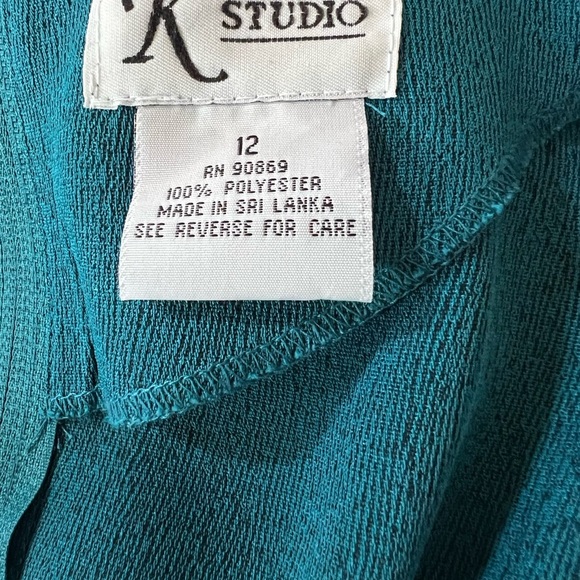 K STUDIO
12
RN 90869
100% POLYESTER
MADE IN SRI LANKA
SEE REVERSE FOR CARE